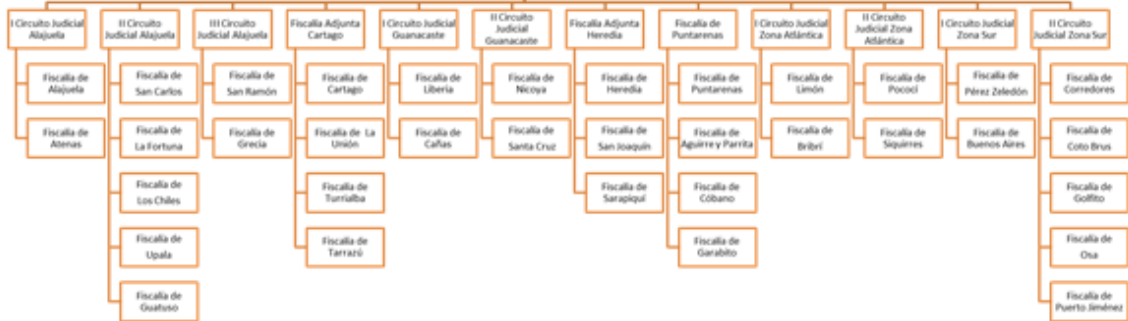 I Circuito Judicial
Alajuela
II Circuito
Judicial Alajuela
III Circuito
Judicial Alajuela
Fiscalía Adjunta
Cartago
I Circuito Judicial
Guanacaste
II Circuito
Judicial
Guanacaste
Fiscalía Adjunta
Heredia
Fiscalía de
Puntarenas
I Circuito Judicial
Zona Atlántica
II Circuito
Judicial Zona
Atlántica
I Circuito Judicial
Zona Sur
II Circuito
Judicial Zona Sur
Fiscalía de
Alajuela
Fiscalía de
San Carlos
Fiscalía de
San Ramón
Fiscalía de
Cartago
Fiscalía de
Liberia
Fiscalía de
Nicoya
Fiscalía de
Heredia
Fiscalía de
Puntarenas
Fiscalía de
Limón
Fiscalía de
Pococí
Fiscalía de
Pérez Zeledón
Fiscalía de
Corredores
Fiscalía de
Atenas
Fiscalía de
La Fortuna
Fiscalía de
Grecia
Fiscalía de La
Unión
Fiscalía de
Cañas
Fiscalía de
Santa Cruz
Fiscalía de
San Joaquín
Fiscalía de
Aguirre y Parrita
Fiscalía de
Bribrí
Fiscalía de
Siquirres
Fiscalía de
Buenos Aires
Fiscalía de
Coto Brus
Fiscalía de
Los Chiles
Fiscalía de
Turrialba
Fiscalía de
Sarapiquí
Fiscalía de
Cóbano
Fiscalía de
Golfito
Fiscalía de
Upala
Fiscalía de
Tarrazú
Fiscalía de
Garabito
Fiscalía de
Osa
Fiscalía de
Guatuso
Fiscalía de
Puerto Jiménez